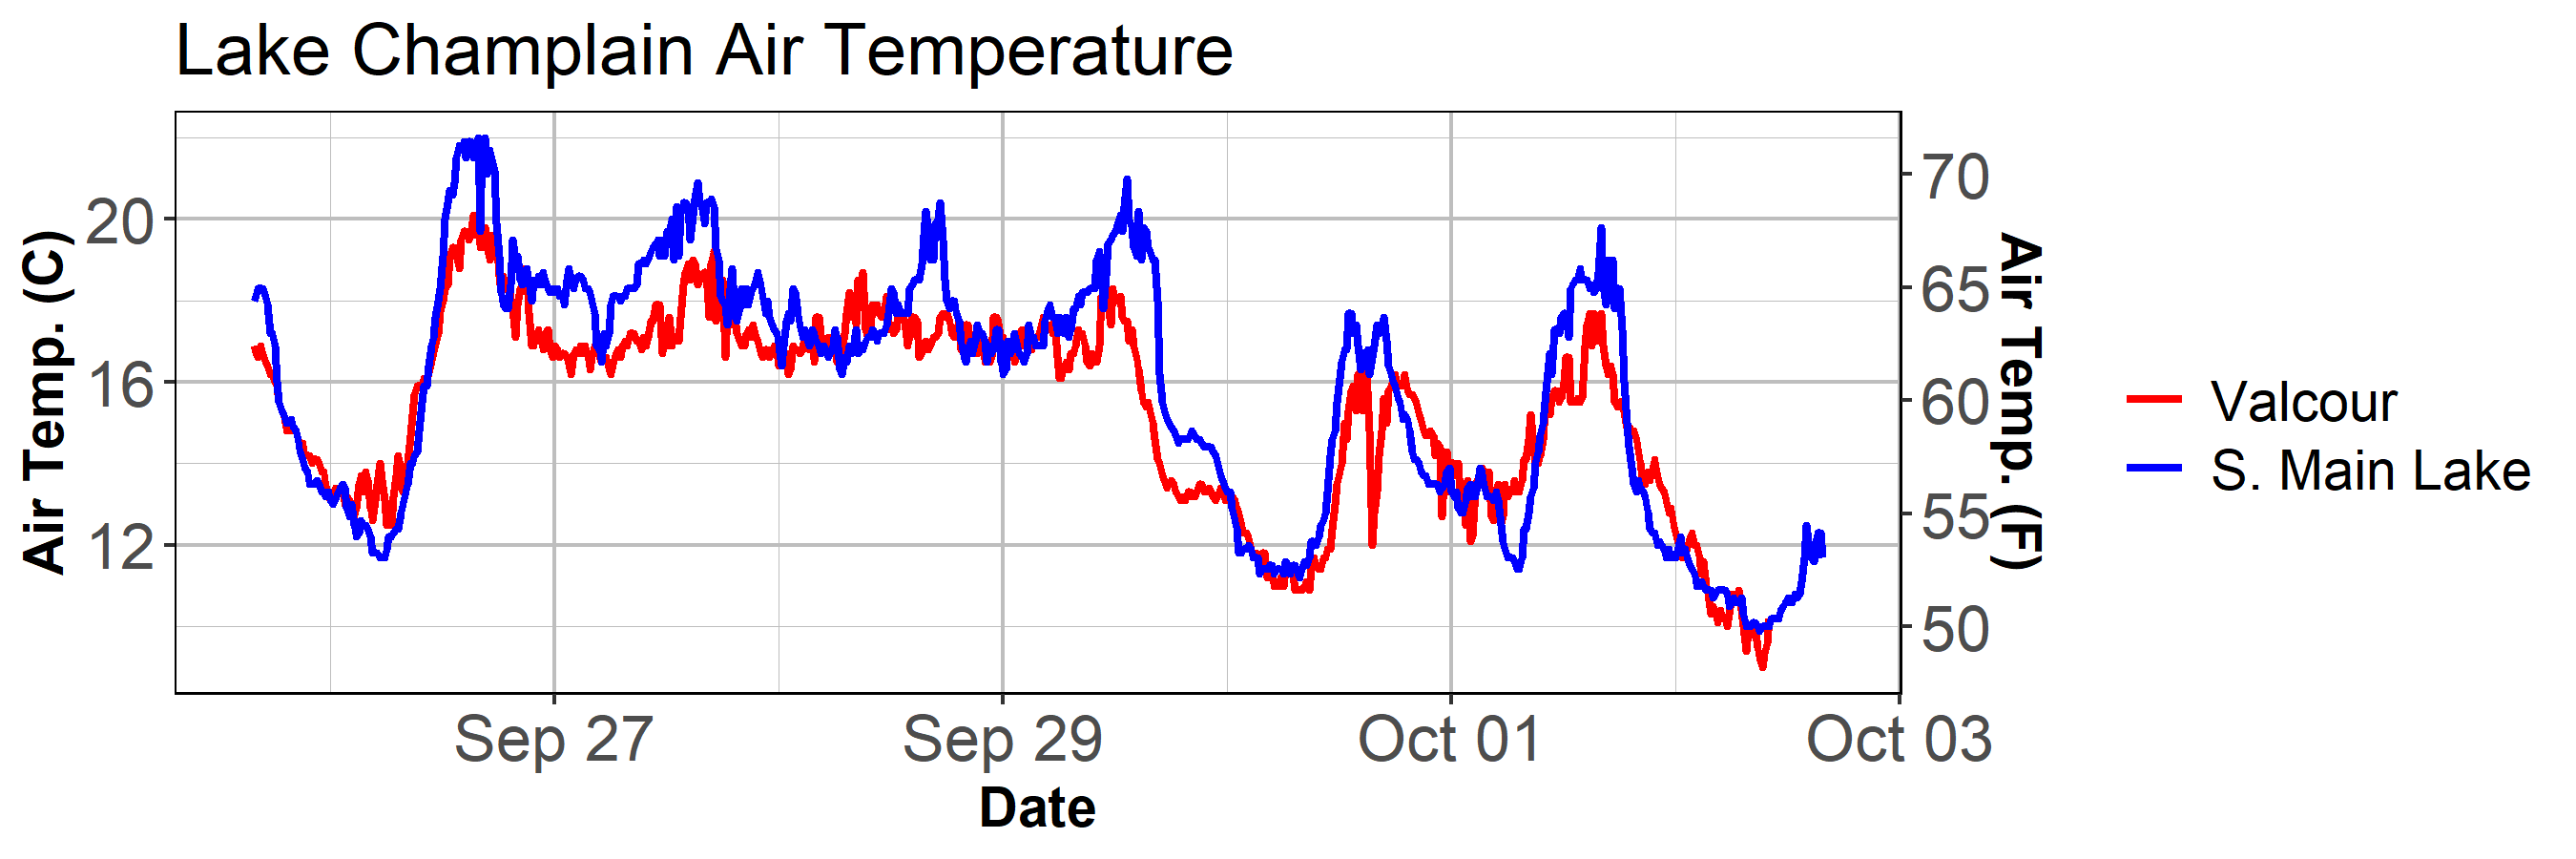 Lake Champlain Air Temperature
Air Temp. (C)
20
16
12
70
65
60
55
50
Air Temp. (F)
Valcour
S. Main Lake
Sep 27
Sep 29
Oct 01
Oct 03
Date